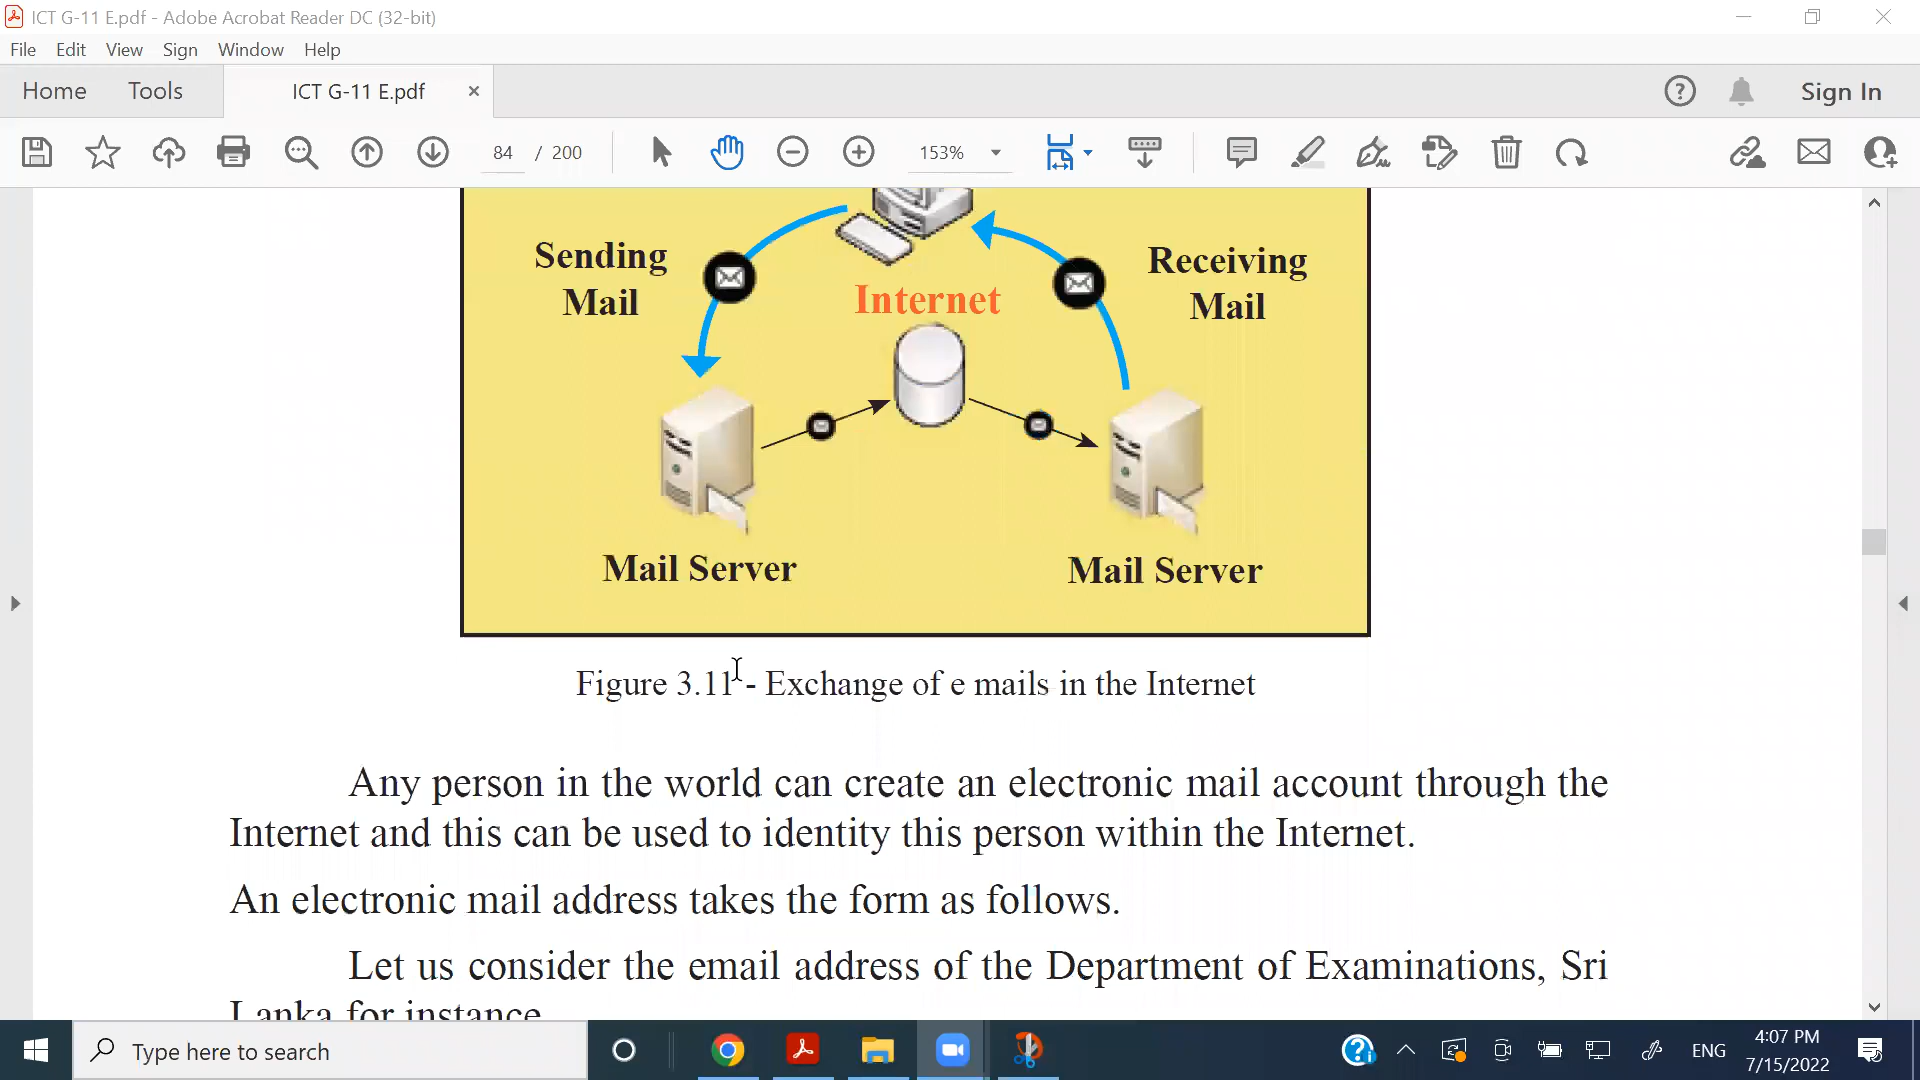 ICT G-11 E.pdf - Adobe Acrobat Reader DC (32-bit)
File Edit View Sign Window Help
Home Tools ICT G-11 E.pdf × Sign In
84 / 200 153%
Sending
Mail
Receiving
Mail
Internet
Mail Server Mail Server
Figure 3.11 - Exchange of e mails in the Internet
Any person in the world can create an electronic mail account through the
Internet and this can be used to identity this person within the Internet.
An electronic mail address takes the form as follows.
Let us consider the email address of the Department of Examinations, Sri
Lanka for instance
Type here to search
ENG
4:07 PM
7/15/2022